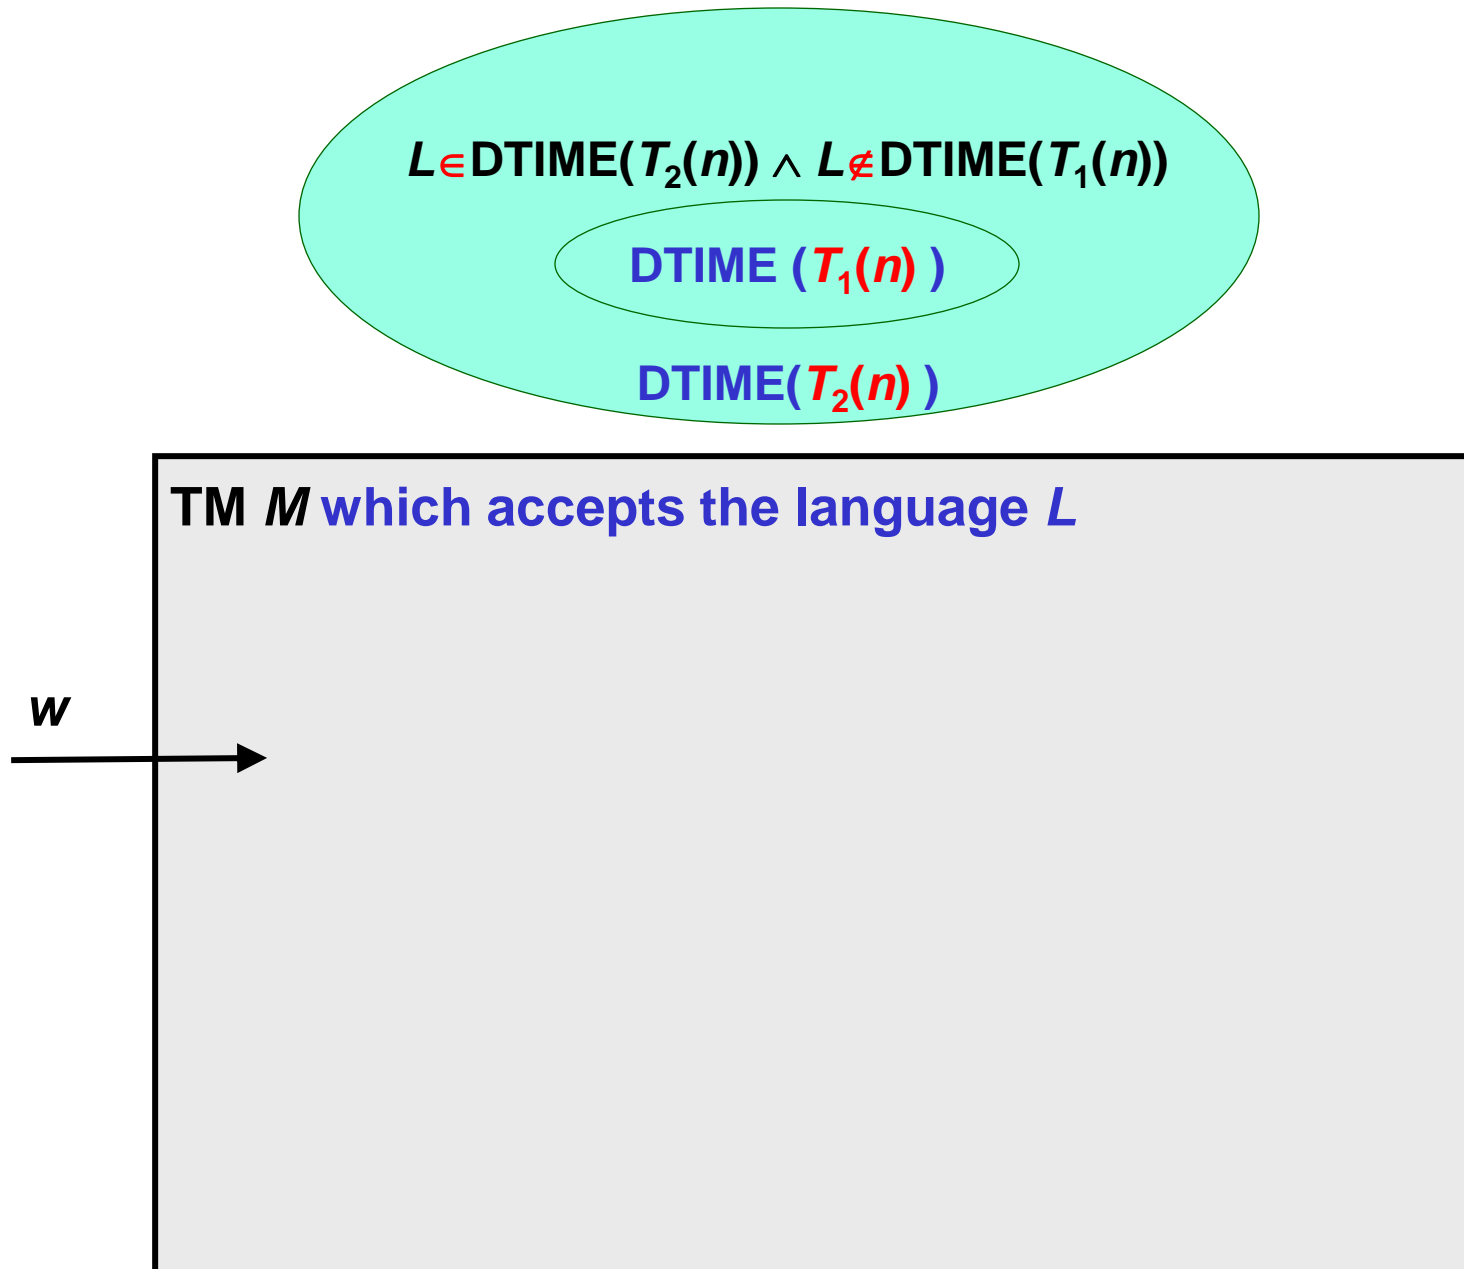 L∈DTIME(T₂(n)) ∧ L∉DTIME(T₁(n))
DTIME (T₁(n) )
DTIME(T₂(n) )
TM M which accepts the language L
w